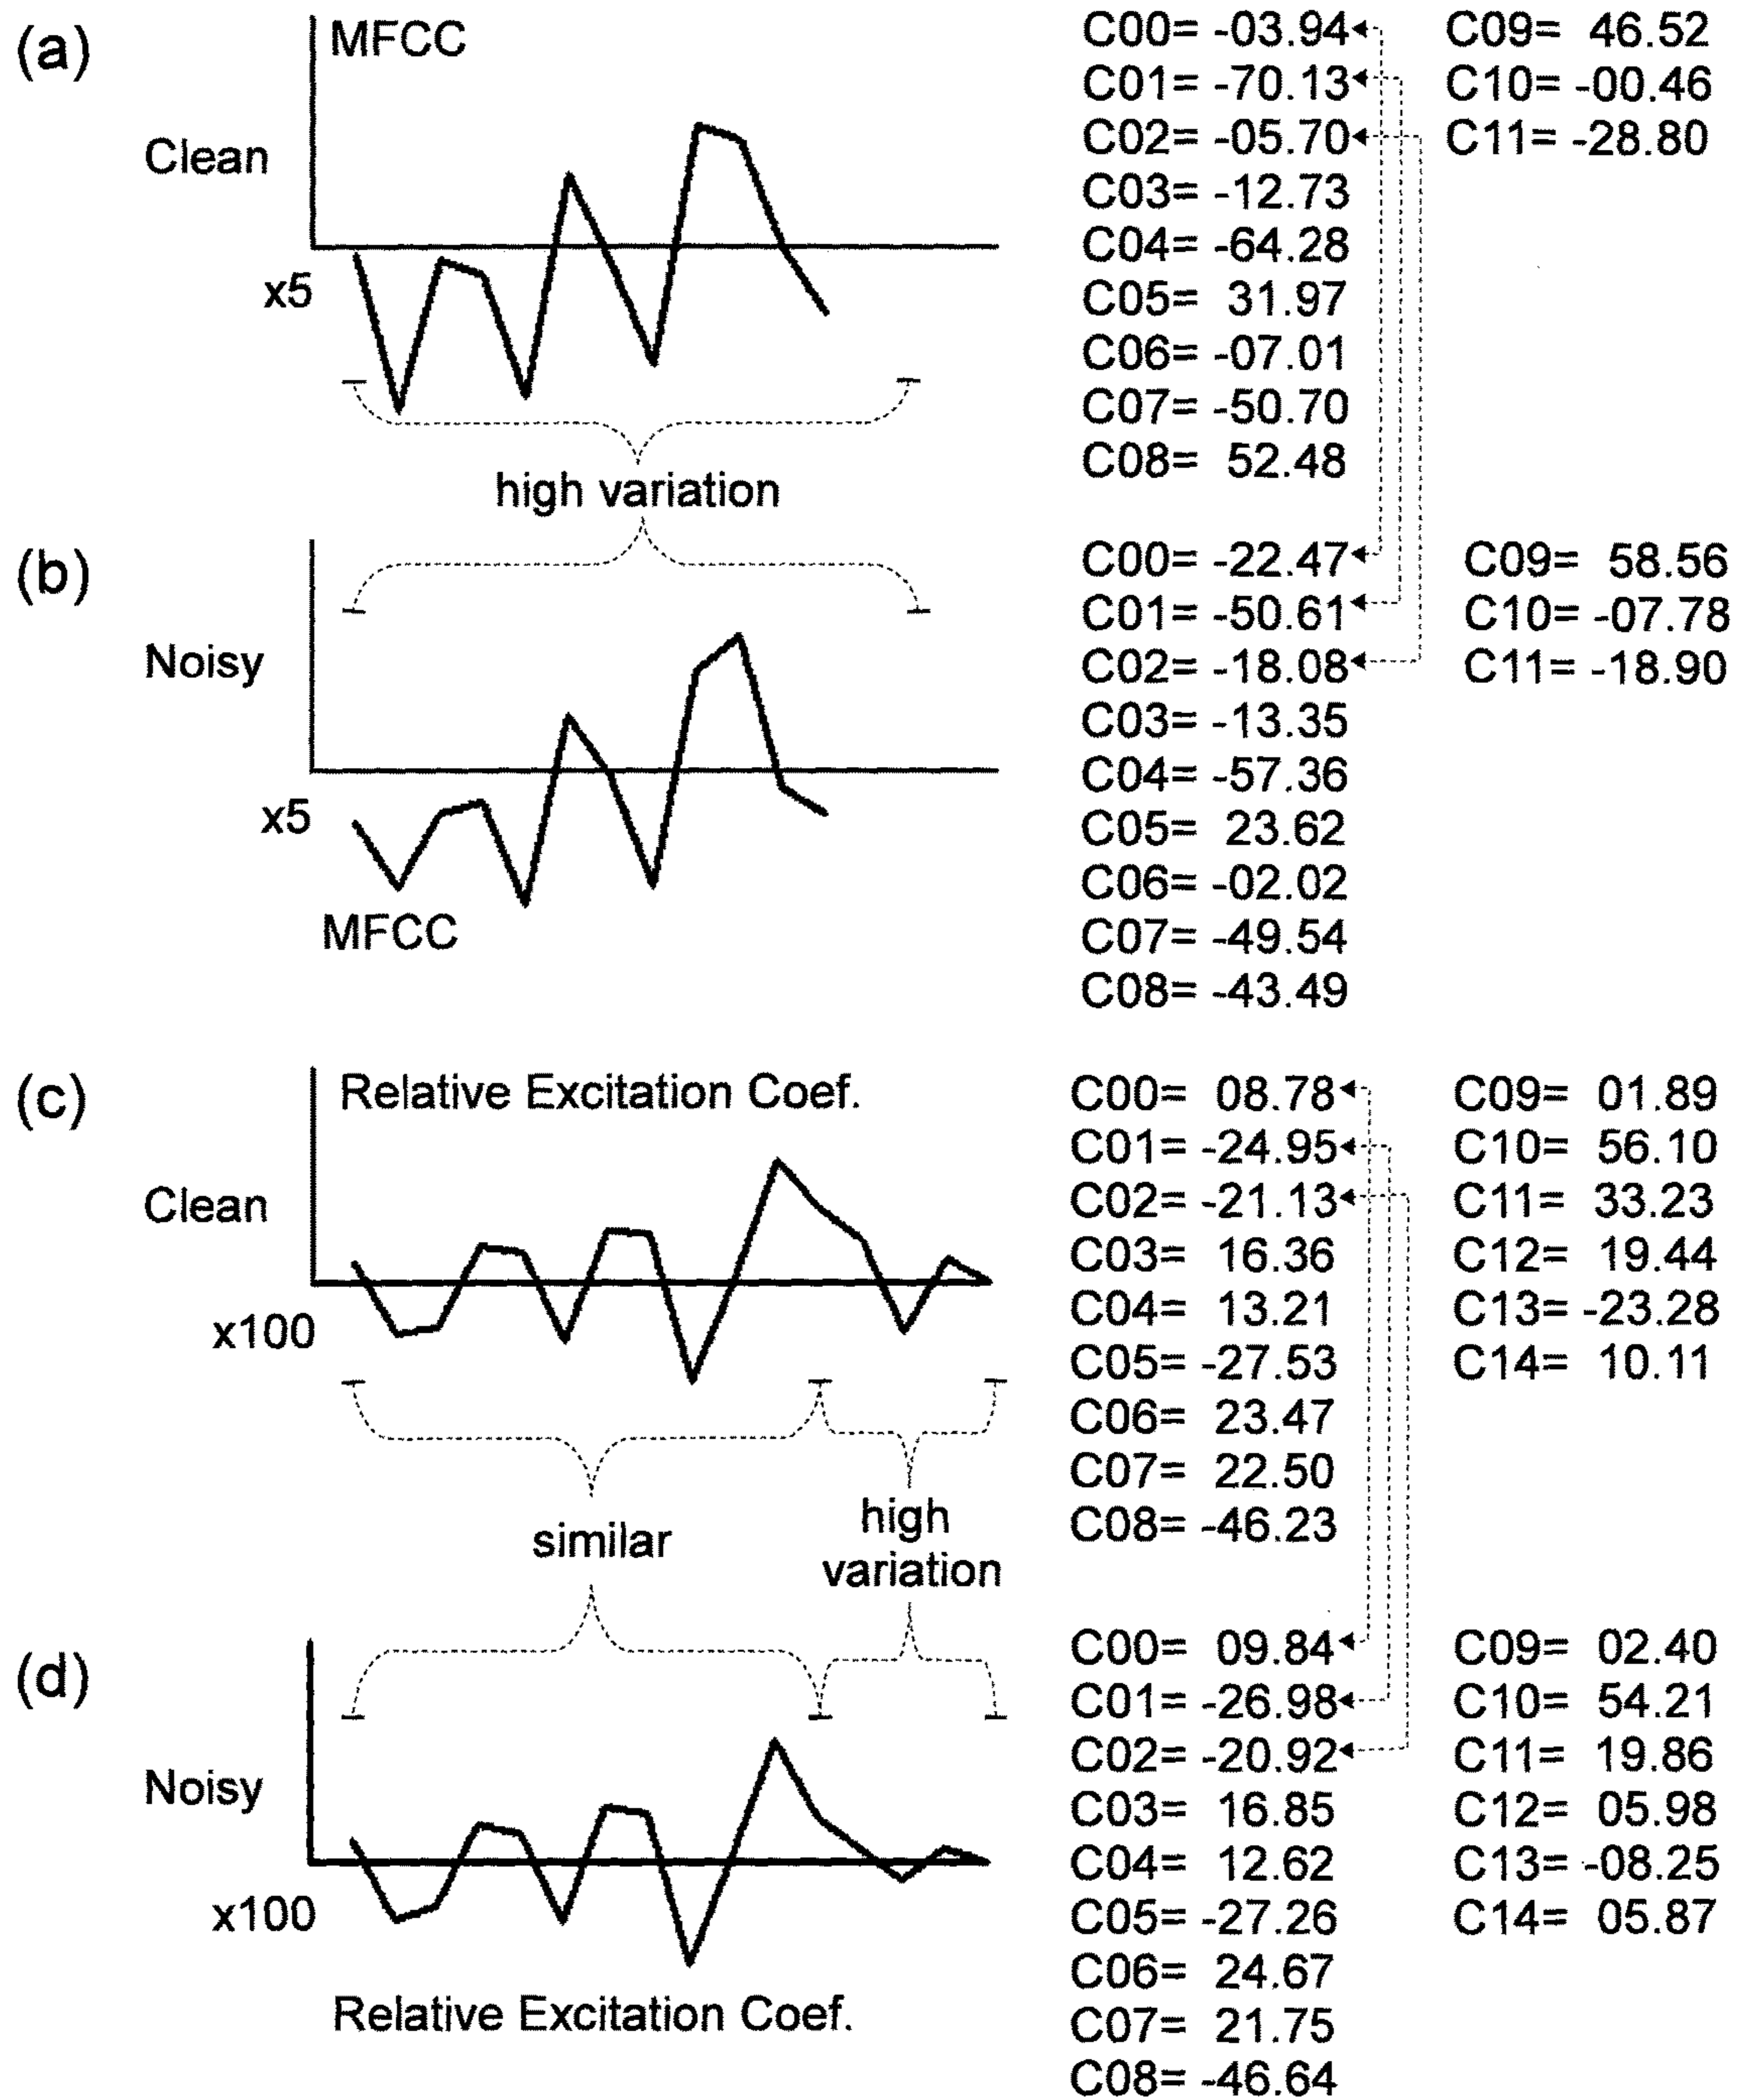 (a)
MFCC
Clean
x5
C00= -03.94
C01= -70.13
C02= -05.70
C03= -12.73
C04= -64.28
C05= 31.97
C06= -07.01
C07= -50.70
C08= 52.48
C09= 46.52
C10= -00.46
C11= -28.80
high variation
(b)
Noisy
x5
MFCC
C00= -22.47
C01= -50.61
C02= -18.08
C03= -13.35
C04= -57.36
C05= 23.62
C06= -02.02
C07= -49.54
C08= -43.49
C09= 58.56
C10= -07.78
C11= -18.90
(c)
Relative Excitation Coef.
Clean
x100
C00= 08.78
C01= -24.95
C02= -21.13
C03= 16.36
C04= 13.21
C05= -27.53
C06= 23.47
C07= 22.50
C08= -46.23
C09= 01.89
C10= 56.10
C11= 33.23
C12= 19.44
C13= -23.28
C14= 10.11
similar
high
variation
(d)
Noisy
x100
Relative Excitation Coef.
C00= 09.84
C01= -26.98
C02= -20.92
C03= 16.85
C04= 12.62
C05= -27.26
C06= 24.67
C07= 21.75
C08= -46.64
C09= 02.40
C10= 54.21
C11= 19.86
C12= 05.98
C13= -08.25
C14= 05.87